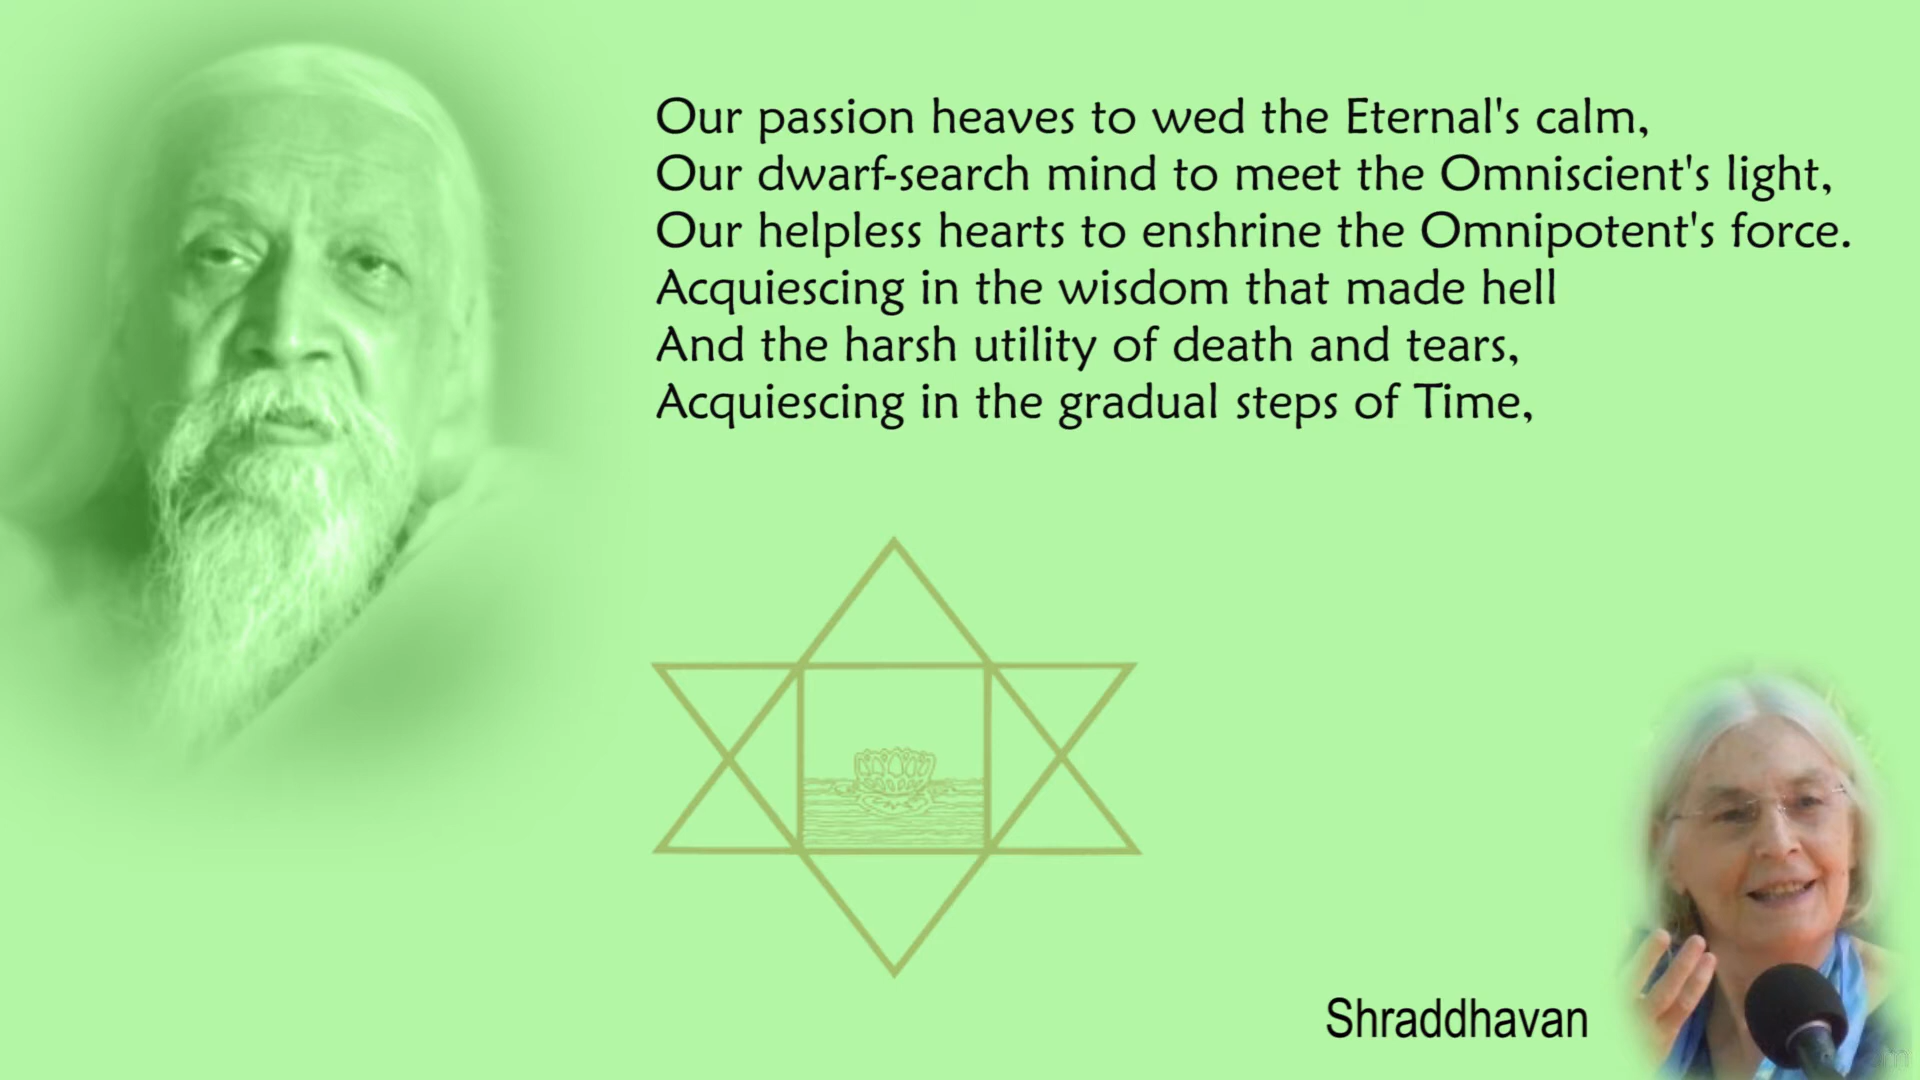 Our passion heaves to wed the Eternal's calm,
Our dwarf-search mind to meet the Omniscient's light,
Our helpless hearts to enshrine the Omnipotent's force.
Acquiescing in the wisdom that made hell
And the harsh utility of death and tears,
Acquiescing in the gradual steps of Time,
Shraddhavan